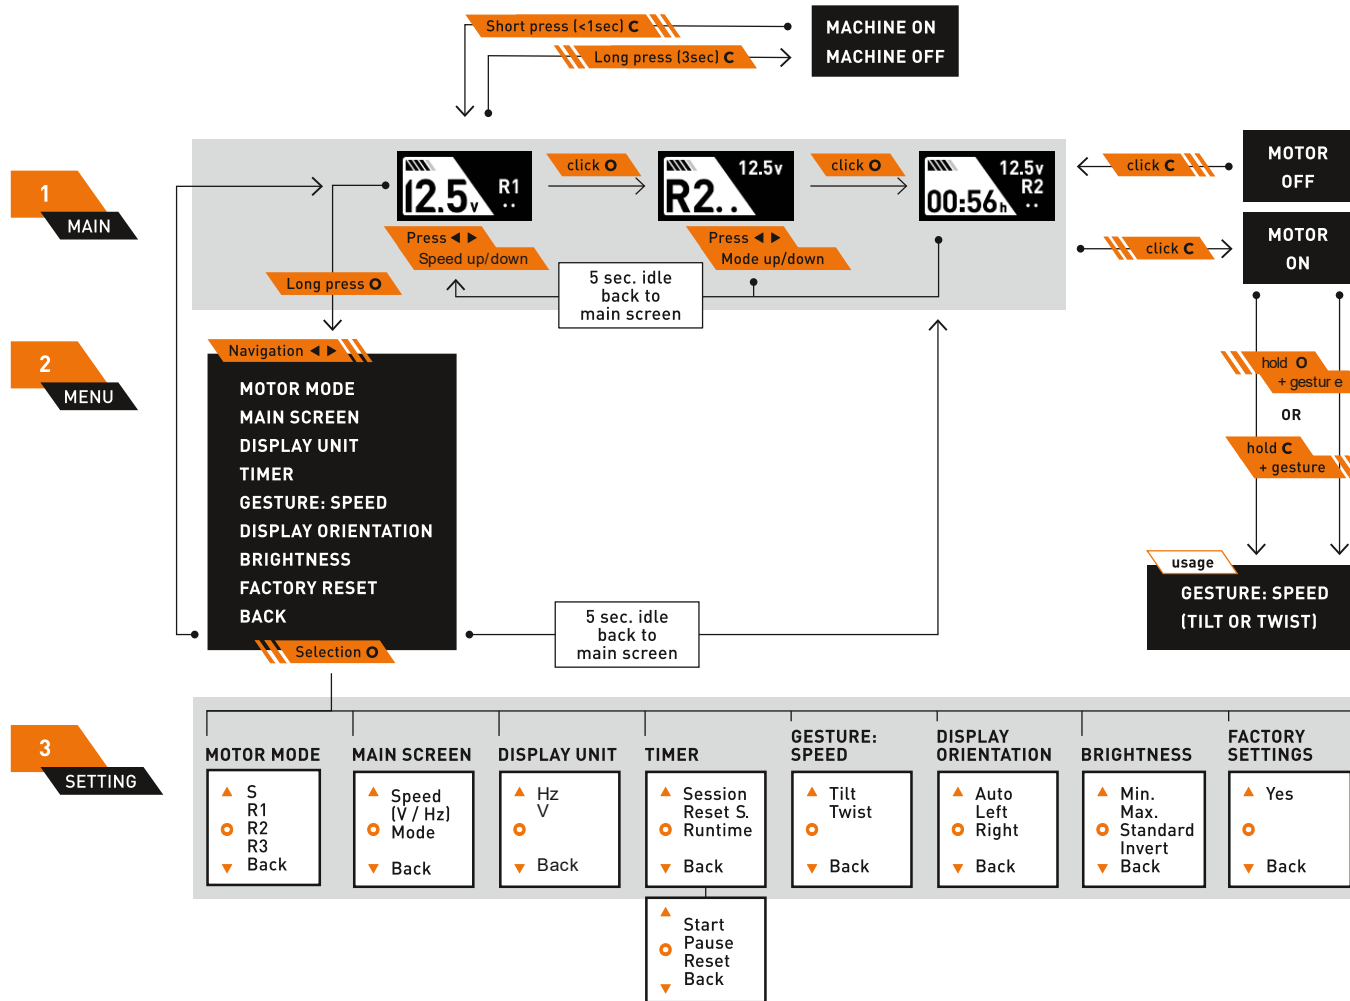 Short press (<1sec) C
MACHINE ON
Long press (3sec) C
MACHINE OFF
1
MAIN
12.5v
R1
..
click O
R2..
12.5v
click O
12.5v
R2
..
00:56h
click C
MOTOR
OFF
Press ◀ ▶
Speed up/down
Press ◀ ▶
Mode up/down
click C
MOTOR
ON
Long press O
5 sec. idle
back to
main screen
2
MENU
Navigation ◀ ▶
MOTOR MODE
MAIN SCREEN
DISPLAY UNIT
TIMER
GESTURE: SPEED
DISPLAY ORIENTATION
BRIGHTNESS
FACTORY RESET
BACK
Selection O
5 sec. idle
back to
main screen
hold O
+ gestur e
OR
hold C
+ gesture
usage
GESTURE: SPEED
(TILT OR TWIST)
3
SETTING
MOTOR MODE
S
R1
R2
R3
Back
MAIN SCREEN
Speed
(V / Hz)
Mode
Back
DISPLAY UNIT
Hz
V
Back
TIMER
Session
Reset S.
Runtime
Back
Start
Pause
Reset
Back
GESTURE:
SPEED
Tilt
Twist
Back
DISPLAY
ORIENTATION
Auto
Left
Right
Back
BRIGHTNESS
Min.
Max.
Standard
Invert
Back
FACTORY
SETTINGS
Yes
Back